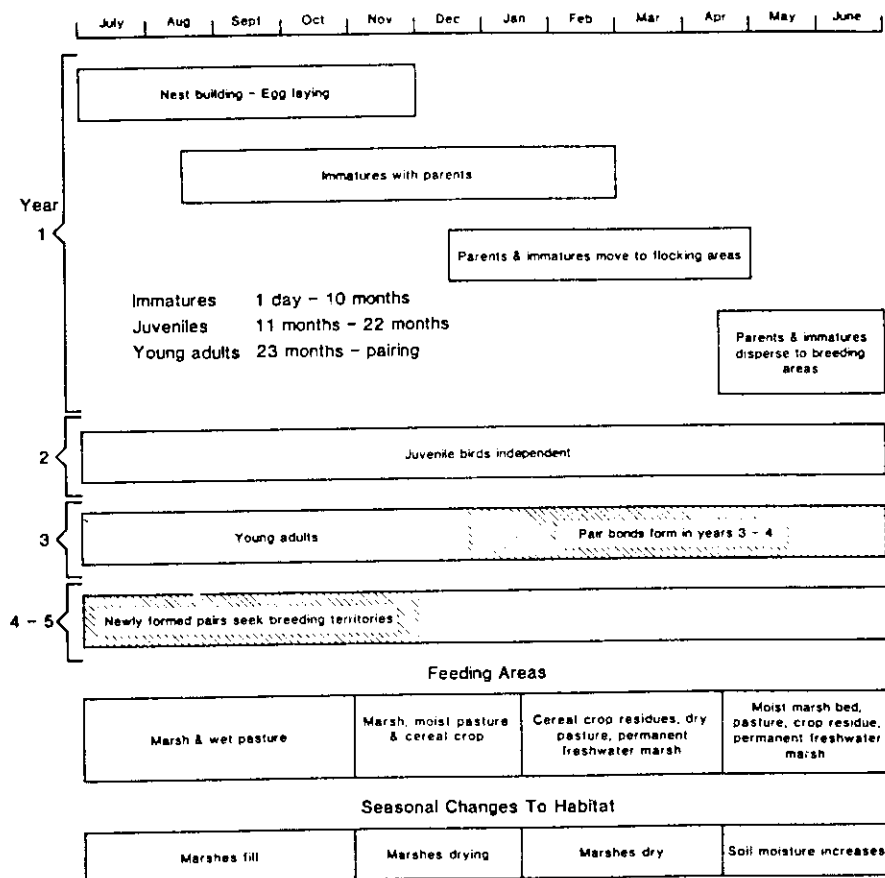 July Aug Sept Oct Nov Dec Jan Feb Mar Apr May June
Nest building - Egg laying
Immatures with parents
Year
1
Parents & immatures move to flocking areas
Immatures 1 day - 10 months
Juveniles 11 months - 22 months
Young adults 23 months - pairing
Parents & immatures
disperse to breeding
areas
2
Juvenile birds independent
3
Young adults
Pair bonds form in years 3 - 4
4 - 5
Newly formed pairs seek breeding territories
Feeding Areas
Marsh & wet pasture
Marsh, moist pasture
& cereal crop
Cereal crop residues, dry
pasture, permanent
freshwater marsh
Moist marsh bed,
pasture, crop residue,
permanent freshwater
marsh
Seasonal Changes To Habitat
Marshes fill
Marshes drying
Marshes dry
Soil moisture increases